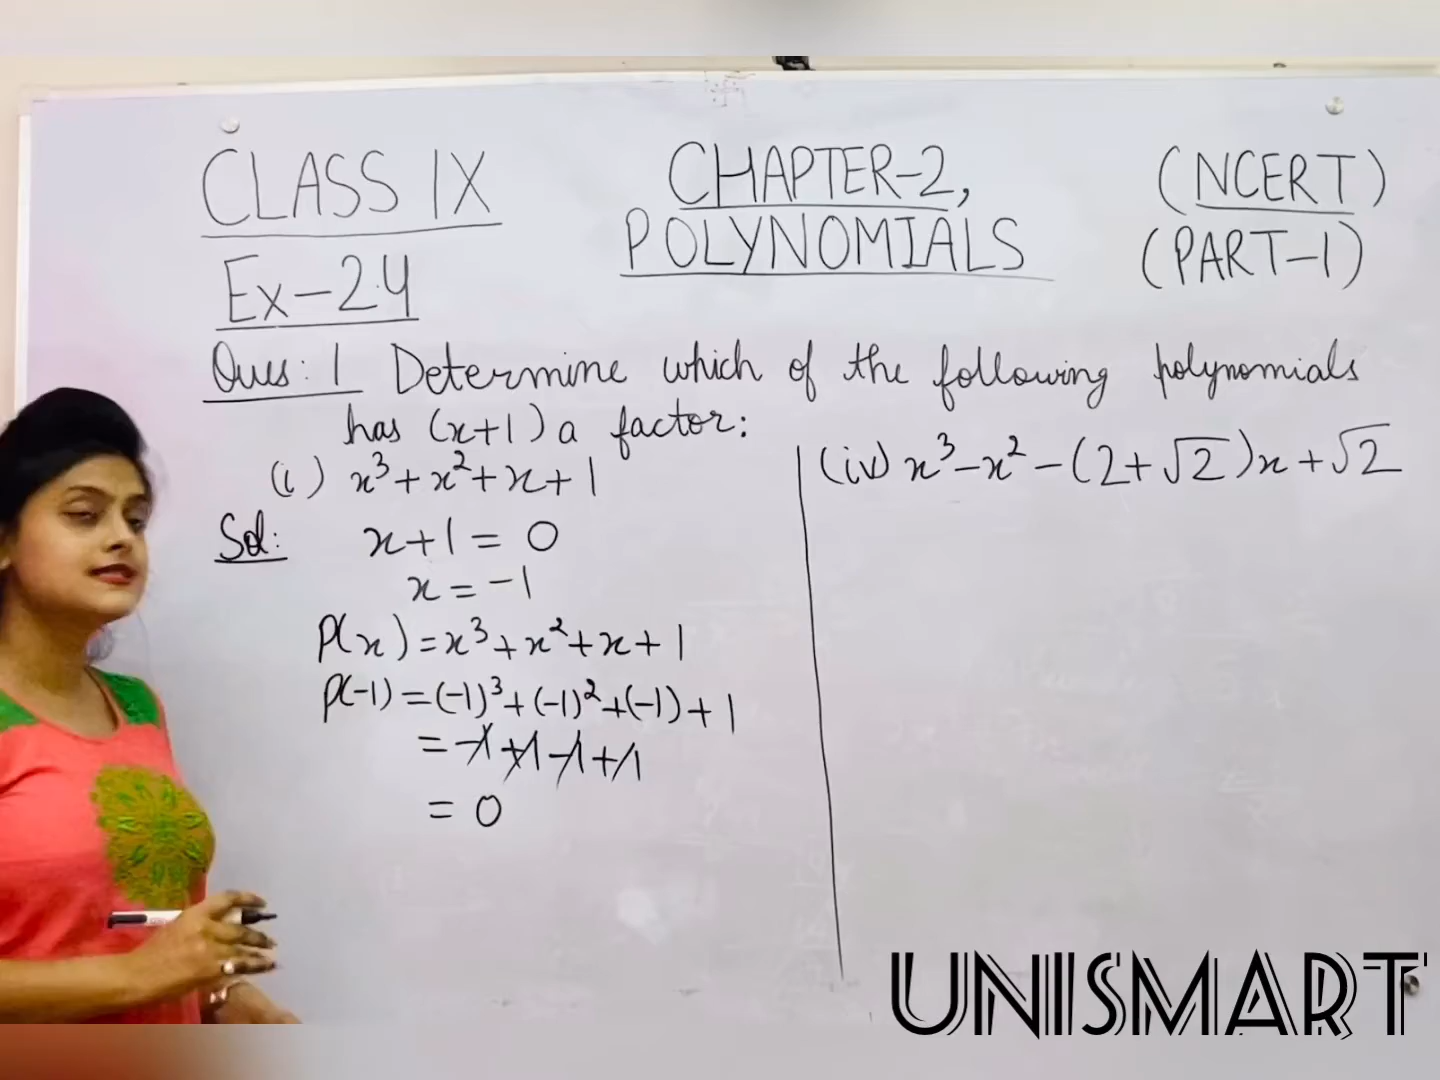 CLASS IX
CHAPTER-2,
(NCERT)
POLYNOMIALS
(PART-1)
Ex-2.4
Ques: 1 Determine which of the following polynomials
has (x+1) a factor:
(i) x³+x²+x+1
Sol: x+1 = 0
x = -1
P(x) = x³+x²+x+1
P(-1) = (-1)³+(-1)²+(-1)+1
= -1+1-1+1
= 0
(iv) x³-x²-(2+√2)x+√2
UNISMART